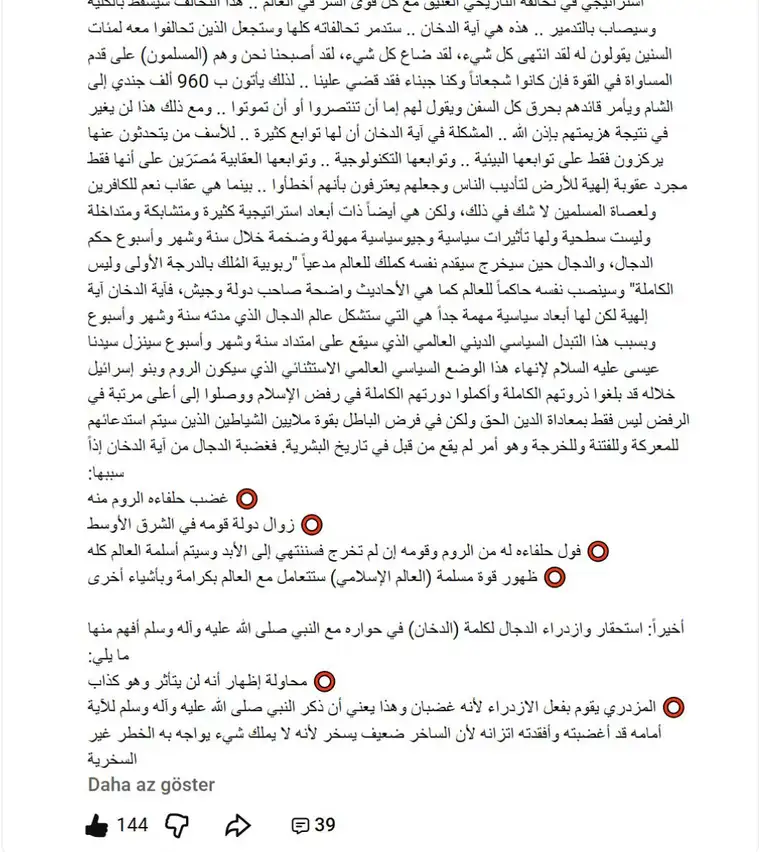 استراتيجي في تحالفه التاريخي العتيق مع كل قوى الشر في العالم .. هذا التحالف سيسقط بالكلية
وسيصاب بالتدمير .. هذه هي آية الدخان .. ستدمر تحالفاته كلها وستجعل الذين تحالفوا معه لمئات
السنين يقولون له لقد انتهى كل شيء، لقد ضاع كل شيء، لقد أصبحنا نحن وهم (المسلمون) على قدم
المساواة في القوة فإن كانوا شجعاناً وكنا جبناء فقد قضي علينا .. لذلك يأتون ب 960 ألف جندي إلى
الشام ويأمر قائدهم بحرق كل السفن ويقول لهم إما أن تنتصروا أو أن تموتوا .. ومع ذلك هذا لن يغير
في نتيجة هزيمتهم بإذن الله .. المشكلة في آية الدخان أن لها توابع كثيرة .. للأسف من يتحدثون عنها
يركزون فقط على توابعها البيئية .. وتوابعها التكنولوجية .. وتوابعها العقابية مُصَرّين على أنها فقط
مجرد عقوبة إلهية للأرض لتأديب الناس وجعلهم يعترفون بأنهم أخطأوا .. بينما هي عقاب نعم للكافرين
ولعصاة المسلمين لا شك في ذلك، ولكن هي أيضاً ذات أبعاد استراتيجية كثيرة ومتشابكة ومتداخلة
وليست سطحية ولها تأثيرات سياسية وجيوسياسية مهولة وضخمة خلال سنة وشهر وأسبوع حكم
الدجال، والدجال حين سيخرج سيقدم نفسه كملك للعالم مدعياً "ربوبية المُلك بالدرجة الأولى وليس
الكاملة" وسينصب نفسه حاكماً للعالم كما هي الأحاديث واضحة صاحب دولة وجيش، فآية الدخان آية
إلهية لكن لها أبعاد سياسية مهمة جداً هي التي ستشكل عالم الدجال الذي مدته سنة وشهر وأسبوع
وبسبب هذا التبدل السياسي الديني العالمي الذي سيقع على امتداد سنة وشهر وأسبوع سينزل سيدنا
عيسى عليه السلام لإنهاء هذا الوضع السياسي العالمي الاستثنائي الذي سيكون الروم وبنو إسرائيل
خلاله قد بلغوا ذروتهم الكاملة وأكملوا دورتهم الكاملة في رفض الإسلام ووصلوا إلى أعلى مرتبة في
الرفض ليس فقط بمعاداة الدين الحق ولكن في فرض الباطل بقوة ملايين الشياطين الذين سيتم استدعائهم
للمعركة وللفتنة وللخرجة وهو أمر لم يقع من قبل في تاريخ البشرية. فغضبة الدجال من آية الدخان إذاً
سببها:
⭕ غضب حلفاءه الروم منه
⭕ زوال دولة قومه في الشرق الأوسط
⭕ قول حلفاءه له من الروم وقومه إن لم تخرج فسننتهي إلى الأبد وسيتم أسلمة العالم كله
⭕ ظهور قوة مسلمة (العالم الإسلامي) ستتعامل مع العالم بكرامة وبأشياء أخرى
أخيراً: استحقار وازدراء الدجال لكلمة (الدخان) في حواره مع النبي صلى الله عليه وآله وسلم أفهم منها
ما يلي:
⭕ محاولة إظهار أنه لن يتأثر وهو كذاب
⭕ المزدري يقوم بفعل الازدراء لأنه غضبان وهذا يعني أن ذكر النبي صلى الله عليه وآله وسلم للآية
أمامه قد أغضبته وأفقدته اتزانه لأن الساخر ضعيف يسخر لأنه لا يملك شيء يواجه به الخطر غير
السخرية
Daha az göster
144 39